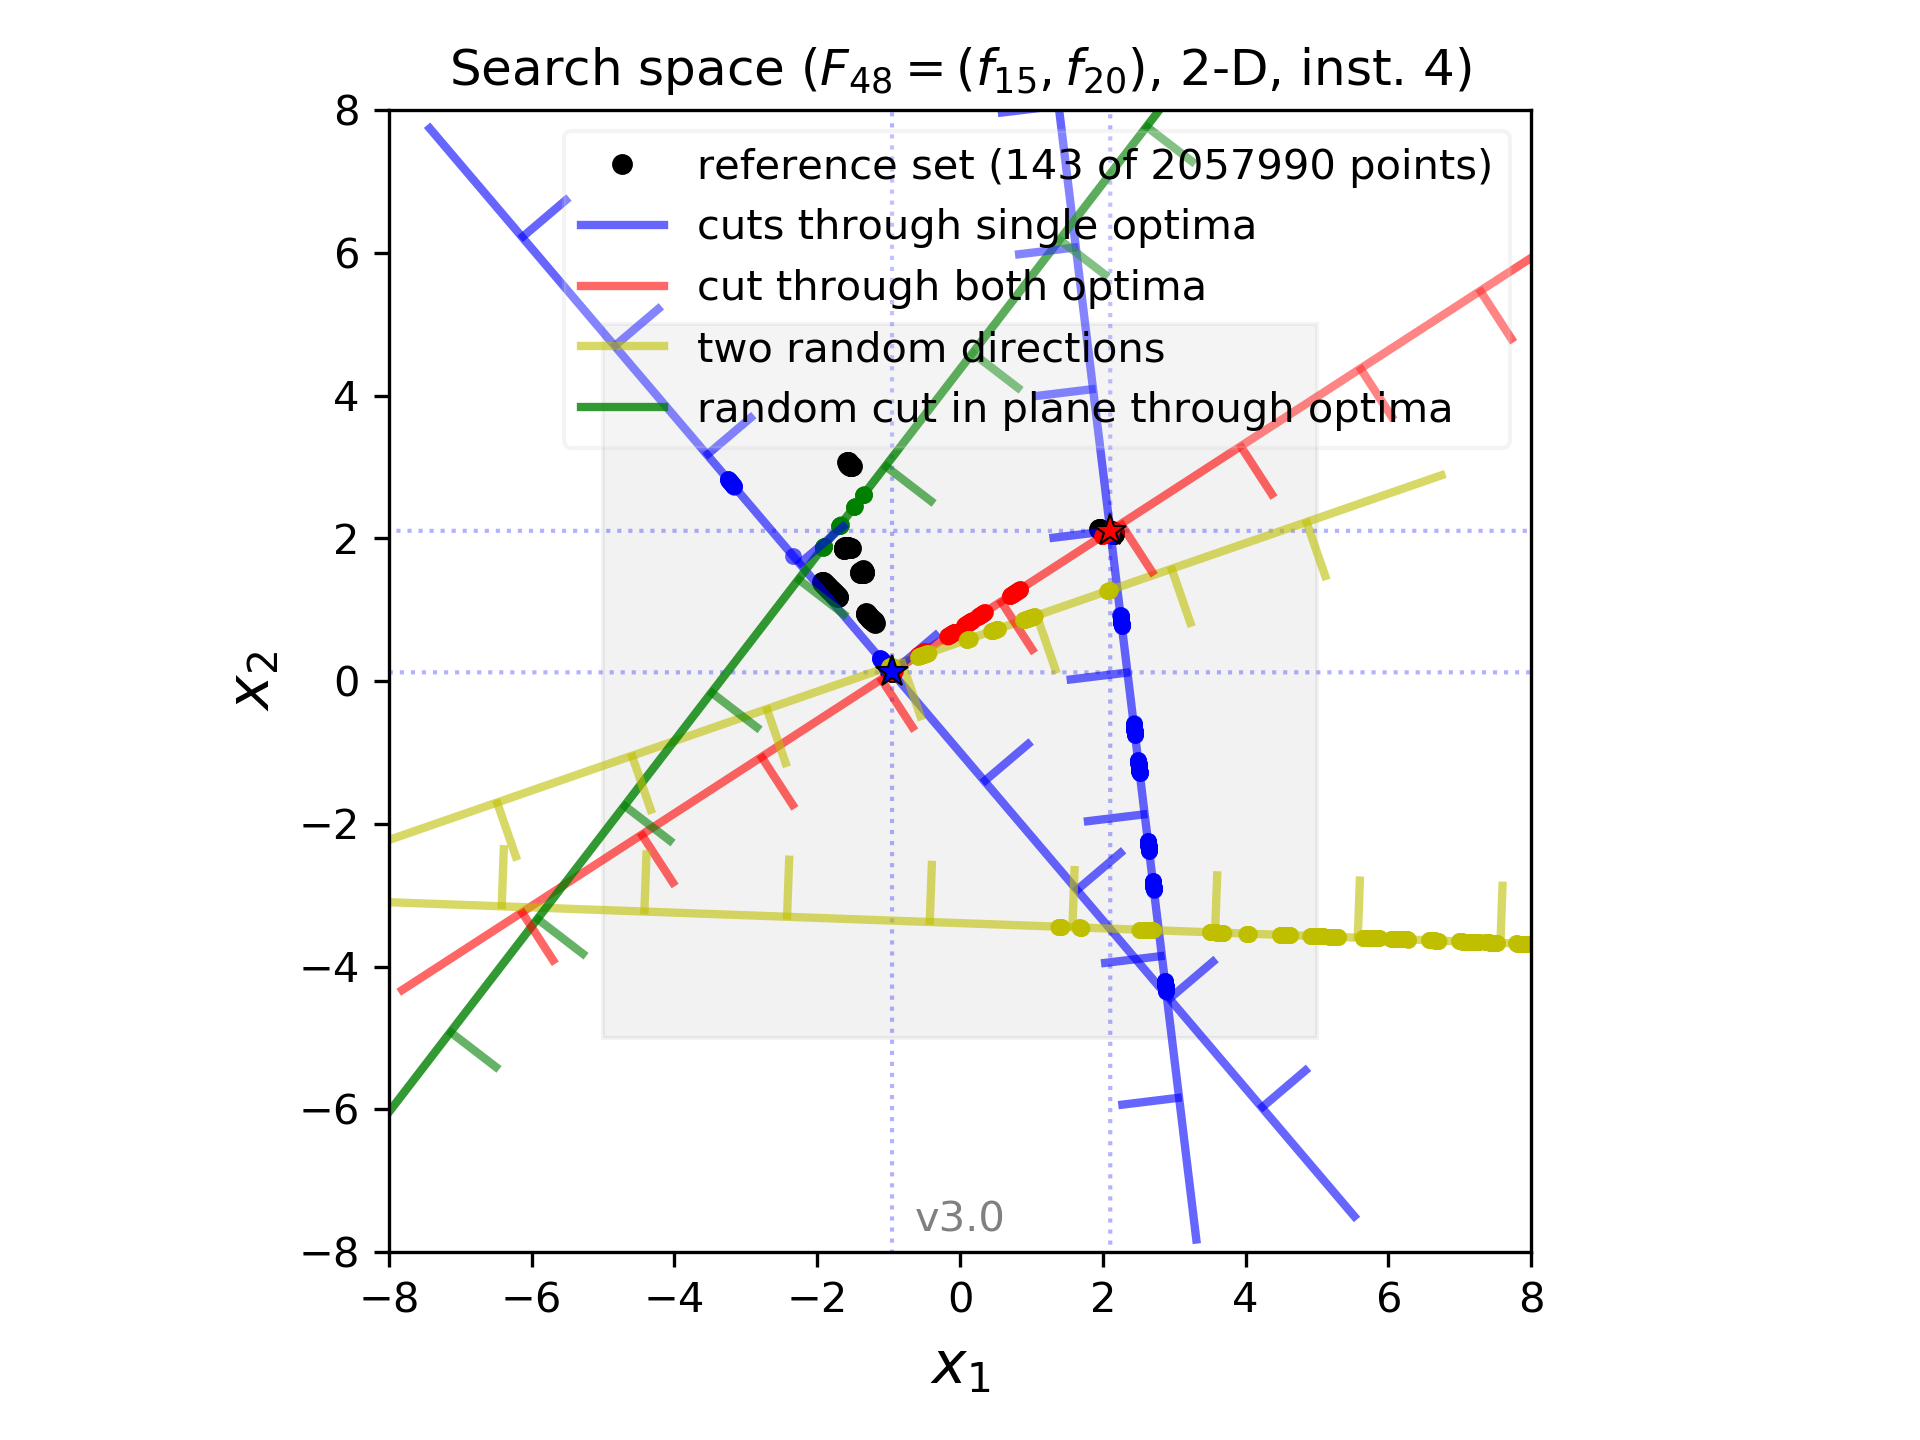 Search space (F48 = (f15, f20), 2-D, inst. 4)
reference set (143 of 2057990 points)
cuts through single optima
cut through both optima
two random directions
random cut in plane through optima
8
6
4
2
0
−2
−4
−6
−8
x2
v3.0
−8 −6 −4 −2 0 2 4 6 8
x1